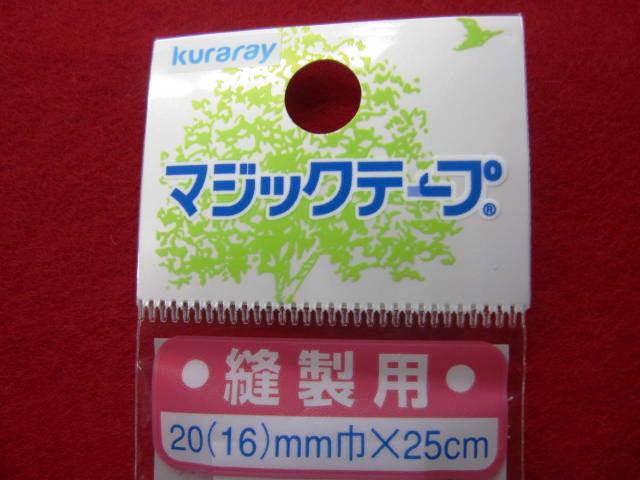 kuraray
マジックテープ®
● 縫製用 ●
20(16)mm巾×25cm